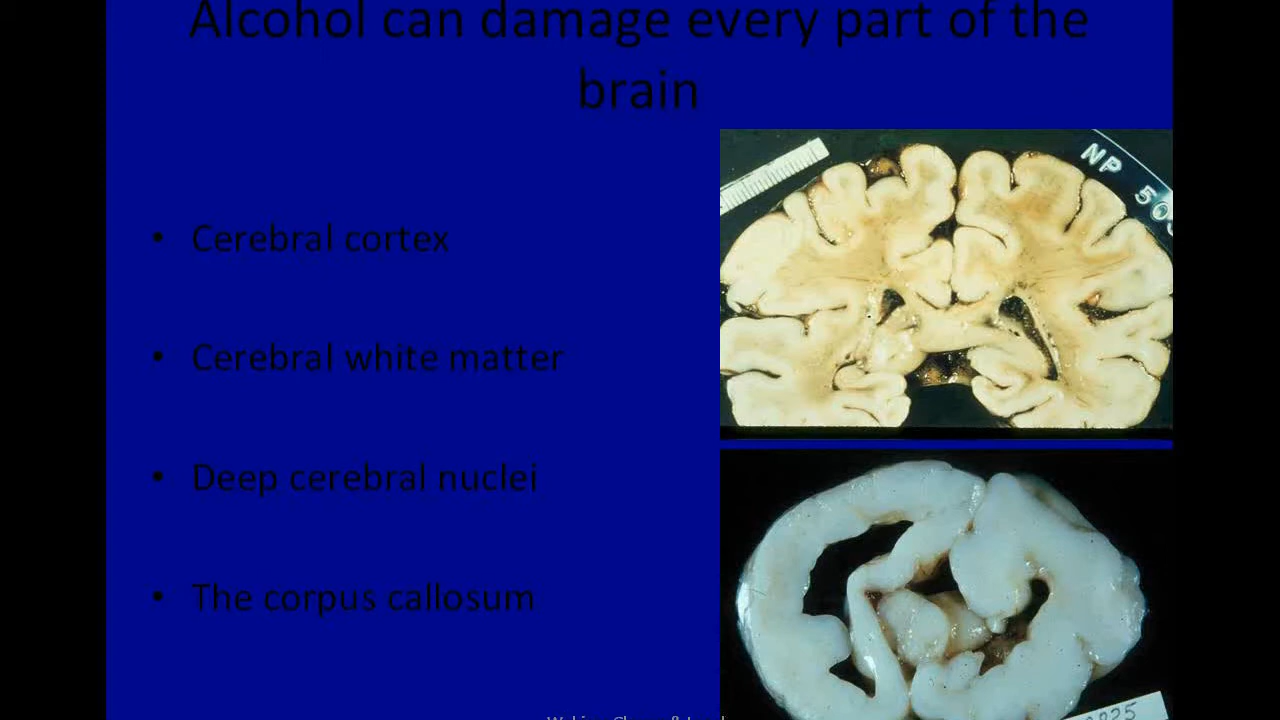 Alcohol can damage every part of the
brain
• Cerebral cortex
• Cerebral white matter
• Deep cerebral nuclei
• The corpus callosum
NP 50